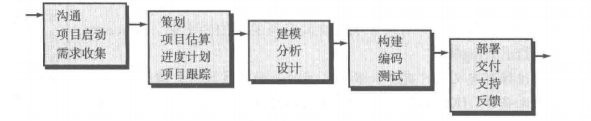 沟通
项目启动
需求收集
策划
项目估算
进度计划
项目跟踪
建模
分析
设计
构建
编码
测试
部署
交付
支持
反馈